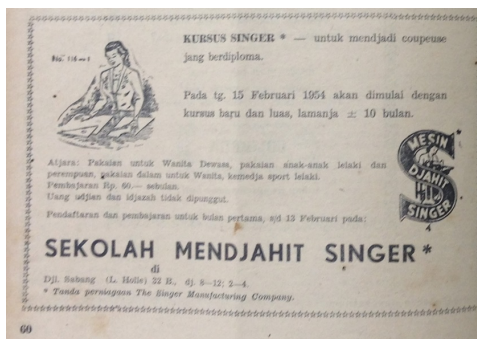 KURSUS SINGER * — untuk mendjadi coupeuse
jang berdiploma.
Pada tg. 15 Februari 1954 akan dimulai dengan
kursus baru dan luas, lamanja ± 10 bulan.
Atjara: Pakaian untuk Wanita Dewasa, pakaian anak-anak lelaki dan
perempuan, pakaian dalam untuk Wanita, kemedja sport lelaki.
Pembajaran Rp. 60.— sebulan.
Uang udjian dan idjazah tidak dipungut.
Pendaftaran dan pembajaran untuk bulan pertama, s/d 13 Februari pada:
MESIN
DJAHIT
SINGER
SEKOLAH MENDJAHIT SINGER*
di
Djl. Sabang (L. Holle) 22 B., dj. 8—12; 2—4.
* Tanda perniagaan The Singer Manufacturing Company.
60